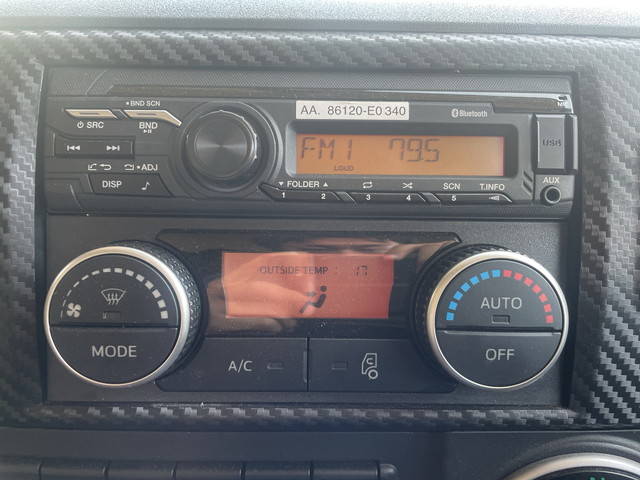 BND SCN
AA. 86120-E0340
Bluetooth
SRC
BND
FM1 79.5
LOUD
USB
ADJ
DISP
FOLDER
SCN
T.INFO
AUX
1 2 3 4 5
OUTSIDE TEMP : 17
AUTO
MODE
A/C
OFF